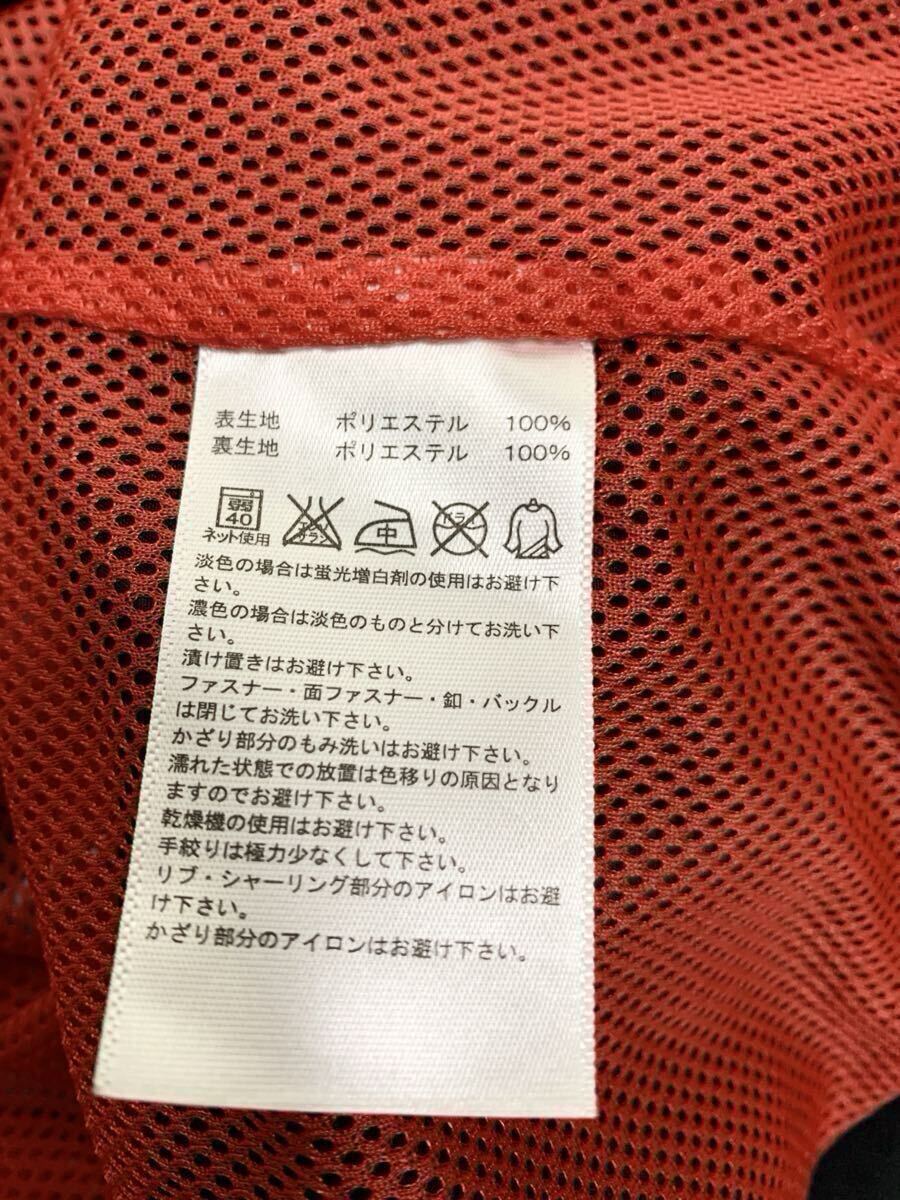 表生地 ポリエステル 100%
裏生地 ポリエステル 100%
弱
40
ネット使用
エンソ
サラシ
中
ドライ
淡色の場合は蛍光増白剤の使用はお避け下
さい。
濃色の場合は淡色のものと分けてお洗い下
さい。
漬け置きはお避け下さい。
ファスナー・面ファスナー・釦・バックル
は閉じてお洗い下さい。
かざり部分のもみ洗いはお避け下さい。
濡れた状態での放置は色移りの原因となり
ますのでお避け下さい。
乾燥機の使用はお避け下さい。
手絞りは極力少なくして下さい。
リブ・シャーリング部分のアイロンはお避
け下さい。
かざり部分のアイロンはお避け下さい。